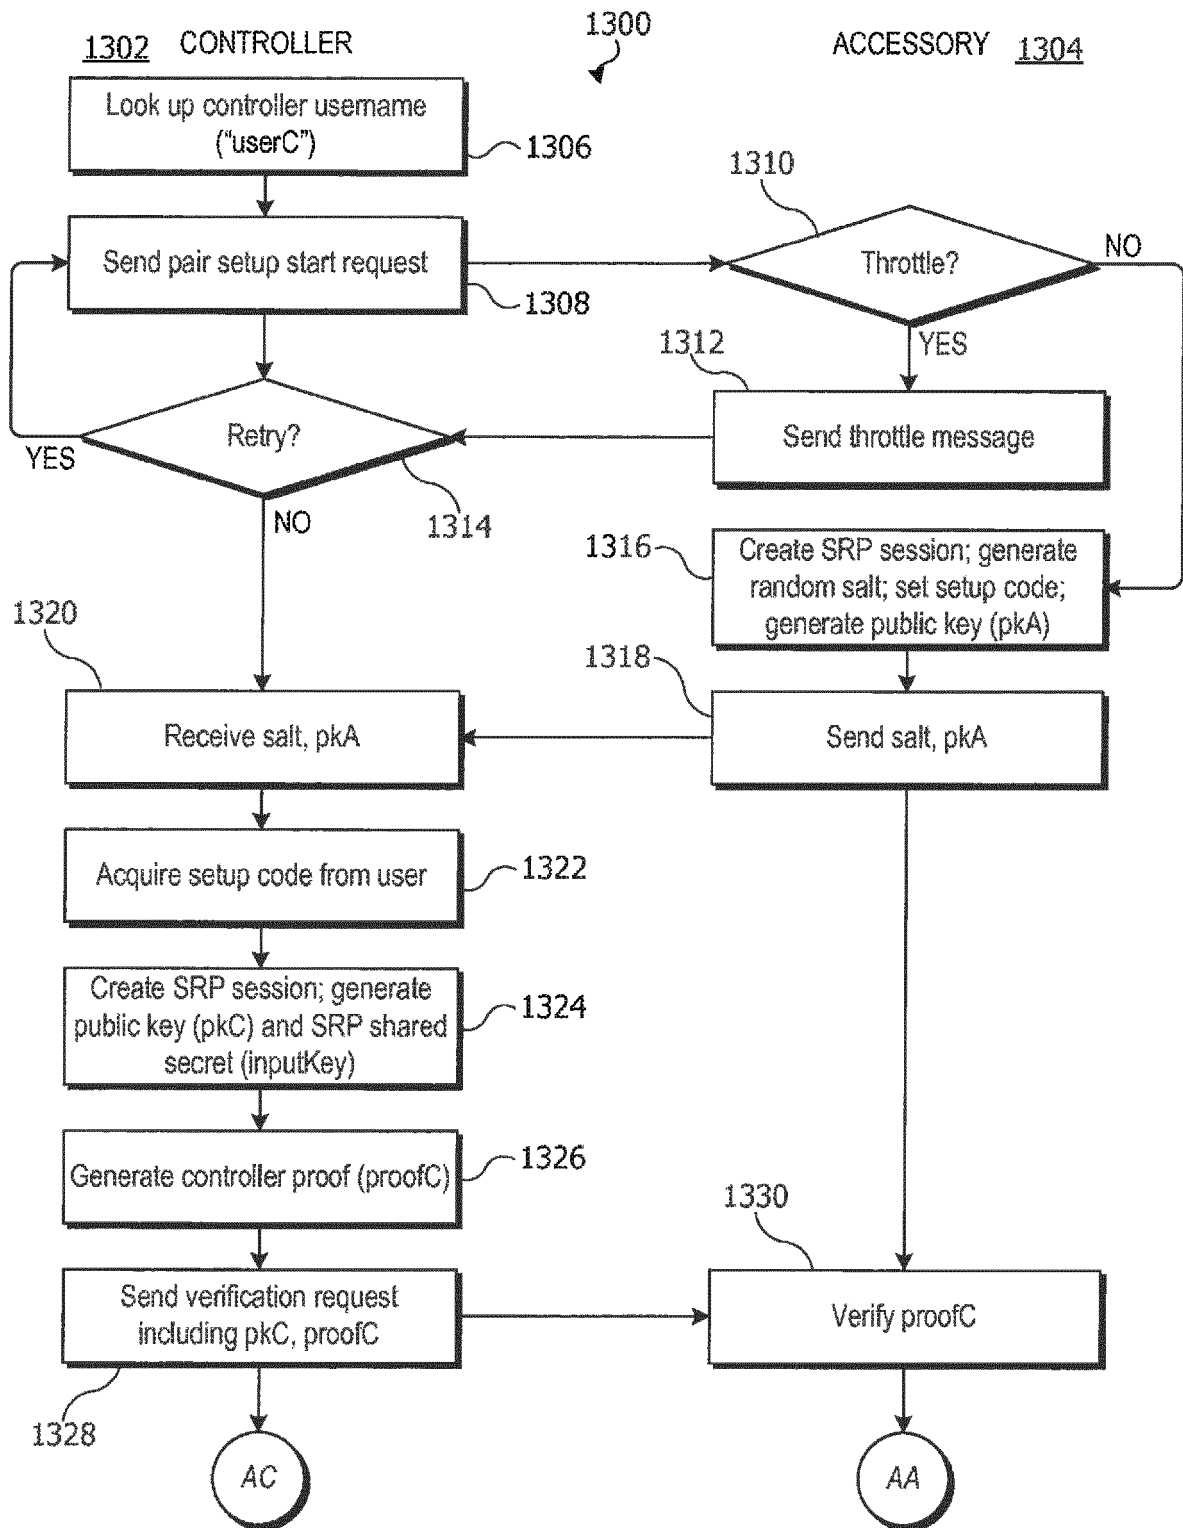 1300
1302 CONTROLLER
ACCESSORY 1304
Look up controller username
("userC")
1306
1310
Send pair setup start request
1308
Throttle?
NO
YES
1312
Send throttle message
Retry?
YES
NO
1314
1316
Create SRP session; generate
random salt; set setup code;
generate public key (pkA)
1318
Send salt, pkA
1320
Receive salt, pkA
Acquire setup code from user
1322
Create SRP session; generate
public key (pkC) and SRP shared
secret (inputKey)
1324
Generate controller proof (proofC)
1326
1330
Send verification request
including pkC, proofC
1328
Verify proofC
AC
AA